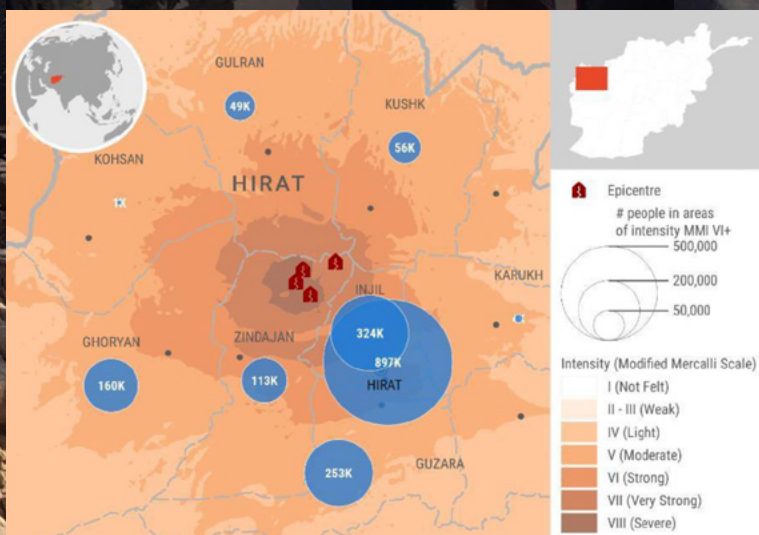 GULRAN
49K
KUSHK
56K
KOHSAN
HIRAT
KARUKH
INJIL
324K
ZINDAJAN
GHORYAN
897K
160K
113K
HIRAT
253K
GUZARA
Epicentre
# people in areas
of intensity MMI VI+
500,000
200,000
50,000
Intensity (Modified Mercalli Scale)
I (Not Felt)
II - III (Weak)
IV (Light)
V (Moderate)
VI (Strong)
VII (Very Strong)
VIII (Severe)